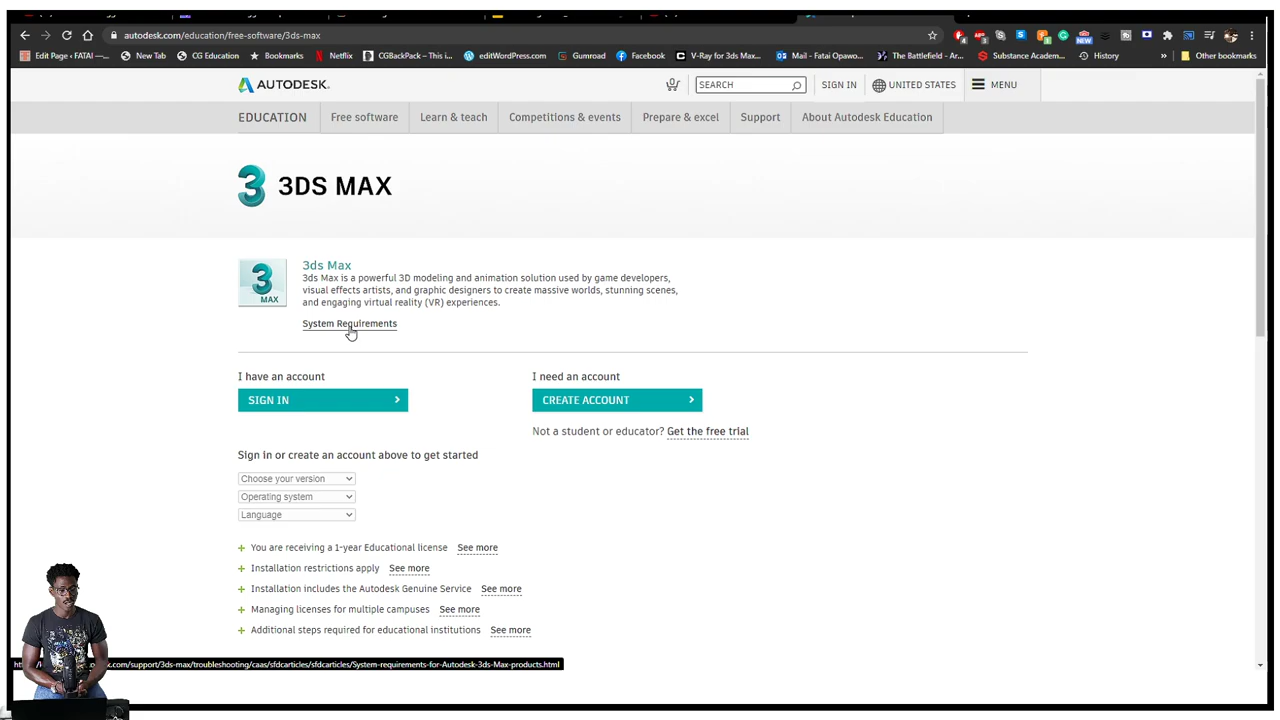 autodesk.com/education/free-software/3ds-max
Edit Page ‹ FATAI — ...
New Tab
CG Education
Bookmarks
Netflix
CGBackPack – This i...
editWordPress.com
Gumroad
Facebook
V-Ray for 3ds Max...
Mail - Fatai Opawo...
The Battlefield - Ar...
Substance Academ...
History
»
Other bookmarks
AUTODESK.
SEARCH
SIGN IN
UNITED STATES
MENU
EDUCATION
Free software
Learn & teach
Competitions & events
Prepare & excel
Support
About Autodesk Education
3DS MAX
MAX
3ds Max
3ds Max is a powerful 3D modeling and animation solution used by game developers,
visual effects artists, and graphic designers to create massive worlds, stunning scenes,
and engaging virtual reality (VR) experiences.
System Requirements
I have an account
I need an account
SIGN IN
CREATE ACCOUNT
Not a student or educator? Get the free trial
Sign in or create an account above to get started
Choose your version
Operating system
Language
You are receiving a 1-year Educational license See more
Installation restrictions apply See more
Installation includes the Autodesk Genuine Service See more
Managing licenses for multiple campuses See more
Additional steps required for educational institutions See more
.com/support/3ds-max/troubleshooting/caas/sfdcarticles/sfdcarticles/System-requirements-for-Autodesk-3ds-Max-products.html